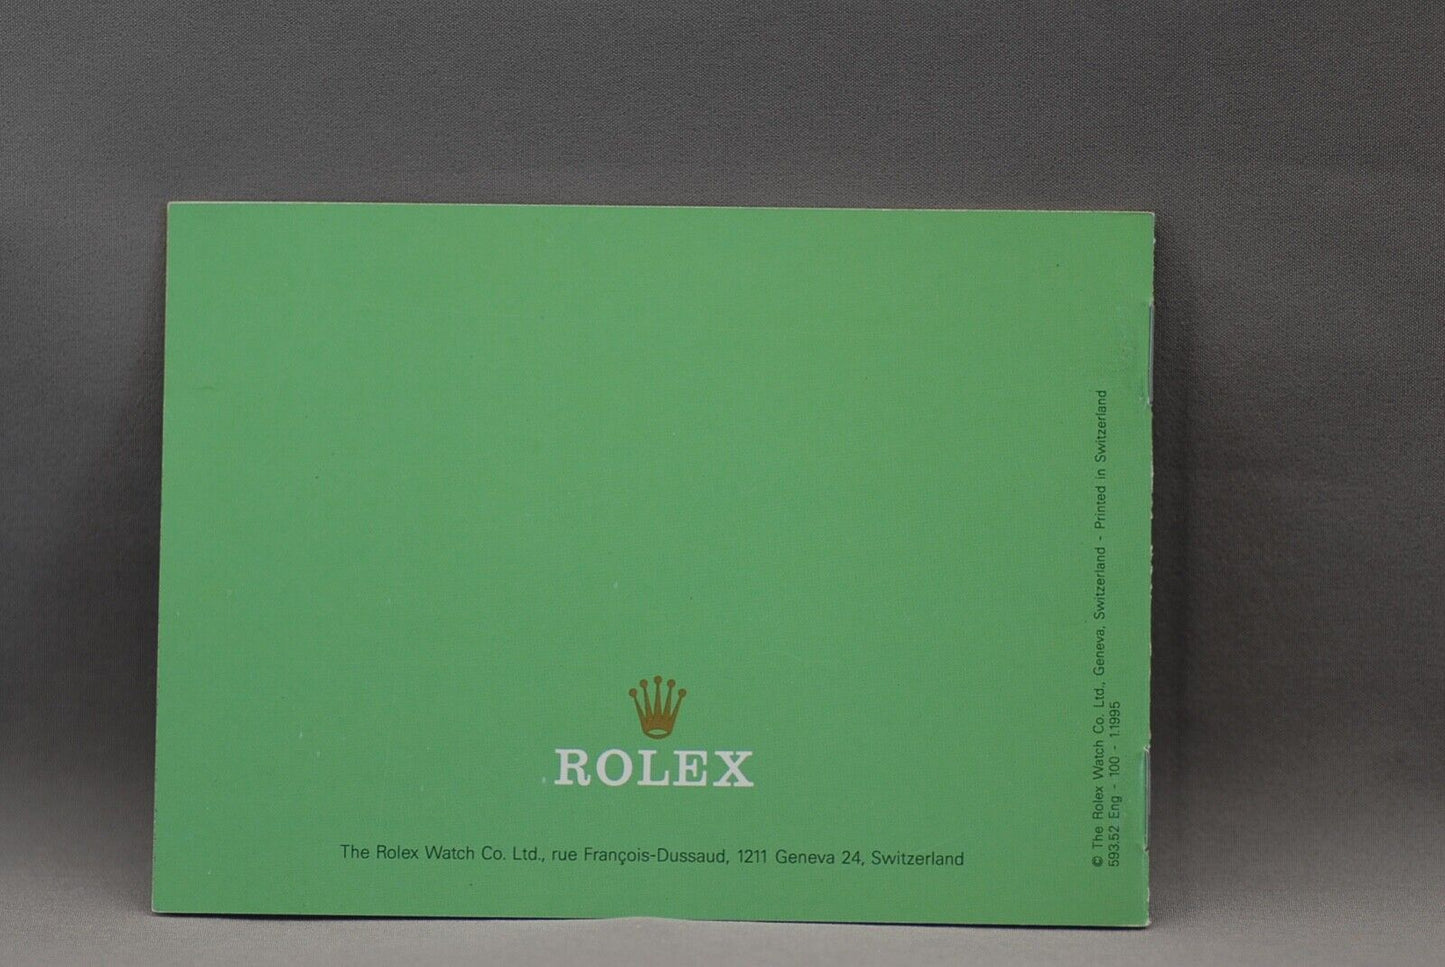 ROLEX
The Rolex Watch Co. Ltd., rue François-Dussaud, 1211 Geneva 24, Switzerland
© The Rolex Watch Co. Ltd., Geneva, Switzerland - Printed in Switzerland
593.52 Eng - 100 - 1.1995